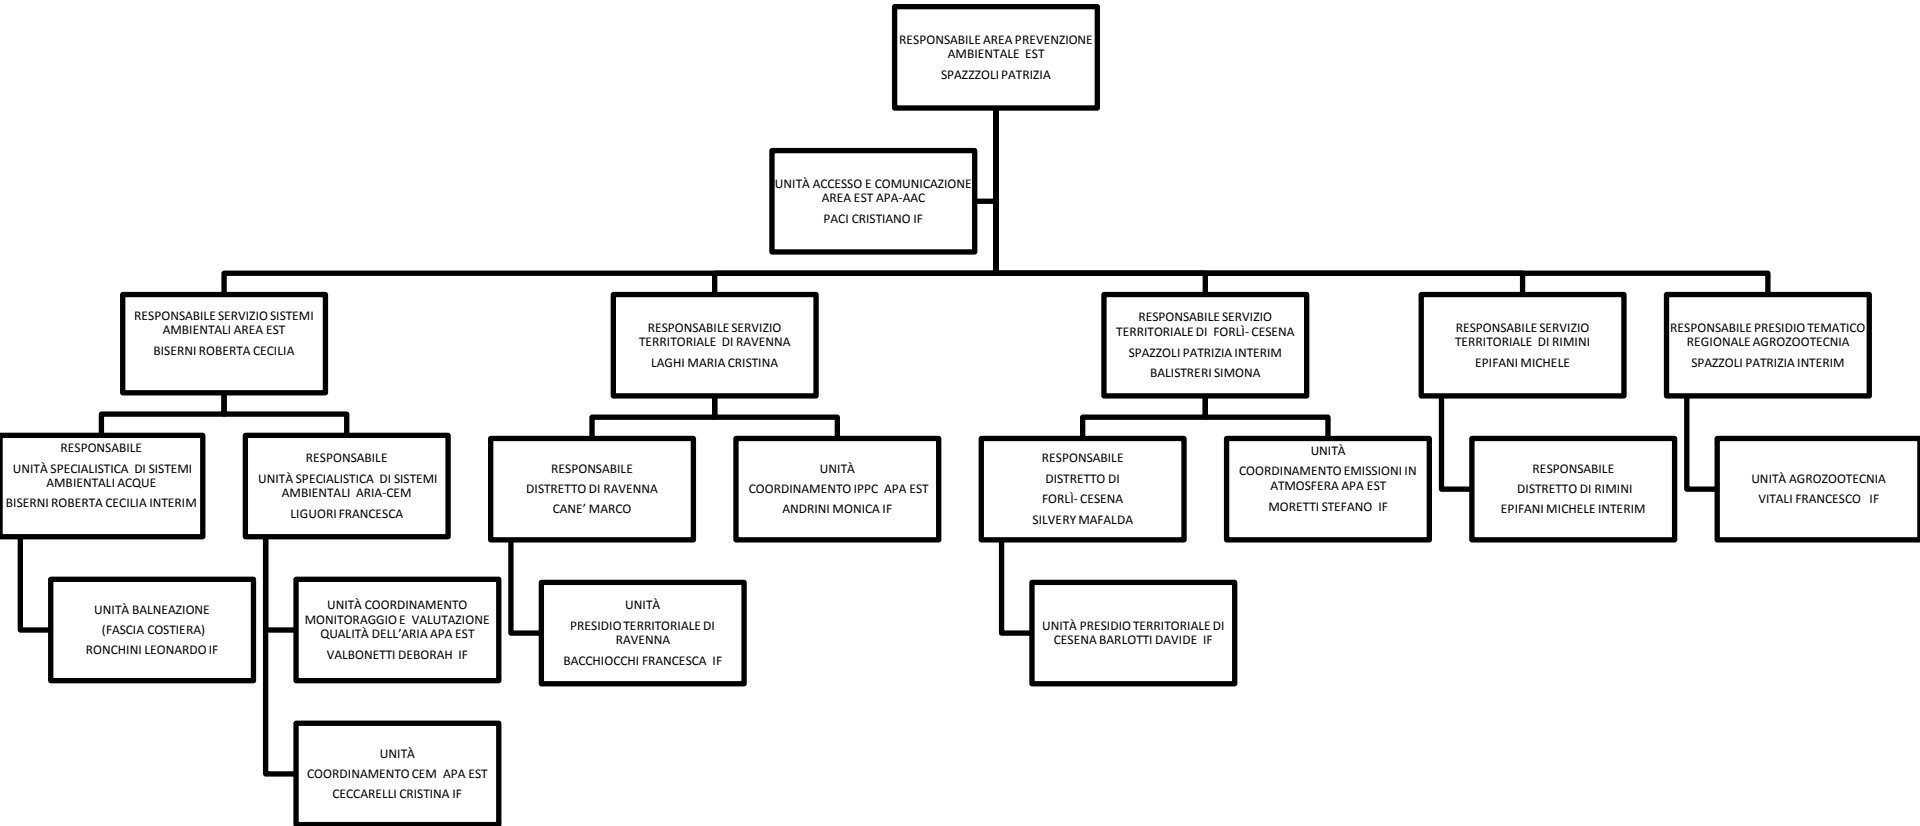 RESPONSABILE AREA PREVENZIONE
AMBIENTALE EST
SPAZZZOLI PATRIZIA
UNITÀ ACCESSO E COMUNICAZIONE
AREA EST APA-AAC
PACI CRISTIANO IF
RESPONSABILE SERVIZIO SISTEMI
AMBIENTALI AREA EST
BISERNI ROBERTA CECILIA
RESPONSABILE SERVIZIO
TERRITORIALE DI RAVENNA
LAGHI MARIA CRISTINA
RESPONSABILE SERVIZIO
TERRITORIALE DI FORLÌ- CESENA
SPAZZOLI PATRIZIA INTERIM
BALISTRERI SIMONA
RESPONSABILE SERVIZIO
TERRITORIALE DI RIMINI
EPIFANI MICHELE
RESPONSABILE PRESIDIO TEMATICO
REGIONALE AGROZOOTECNIA
SPAZZOLI PATRIZIA INTERIM
RESPONSABILE
UNITÀ SPECIALISTICA DI SISTEMI
AMBIENTALI ACQUE
BISERNI ROBERTA CECILIA INTERIM
RESPONSABILE
UNITÀ SPECIALISTICA DI SISTEMI
AMBIENTALI ARIA-CEM
LIGUORI FRANCESCA
RESPONSABILE
DISTRETTO DI RAVENNA
CANE’ MARCO
UNITÀ
COORDINAMENTO IPPC APA EST
ANDRINI MONICA IF
RESPONSABILE
DISTRETTO DI
FORLÌ- CESENA
SILVERY MAFALDA
UNITÀ
COORDINAMENTO EMISSIONI IN
ATMOSFERA APA EST
MORETTI STEFANO IF
RESPONSABILE
DISTRETTO DI RIMINI
EPIFANI MICHELE INTERIM
UNITÀ AGROZOOTECNIA
VITALI FRANCESCO IF
UNITÀ BALNEAZIONE
(FASCIA COSTIERA)
RONCHINI LEONARDO IF
UNITÀ COORDINAMENTO
MONITORAGGIO E VALUTAZIONE
QUALITÀ DELL’ARIA APA EST
VALBONETTI DEBORAH IF
UNITÀ
PRESIDIO TERRITORIALE DI
RAVENNA
BACCHIOCCHI FRANCESCA IF
UNITÀ PRESIDIO TERRITORIALE DI
CESENA BARLOTTI DAVIDE IF
UNITÀ
COORDINAMENTO CEM APA EST
CECCARELLI CRISTINA IF